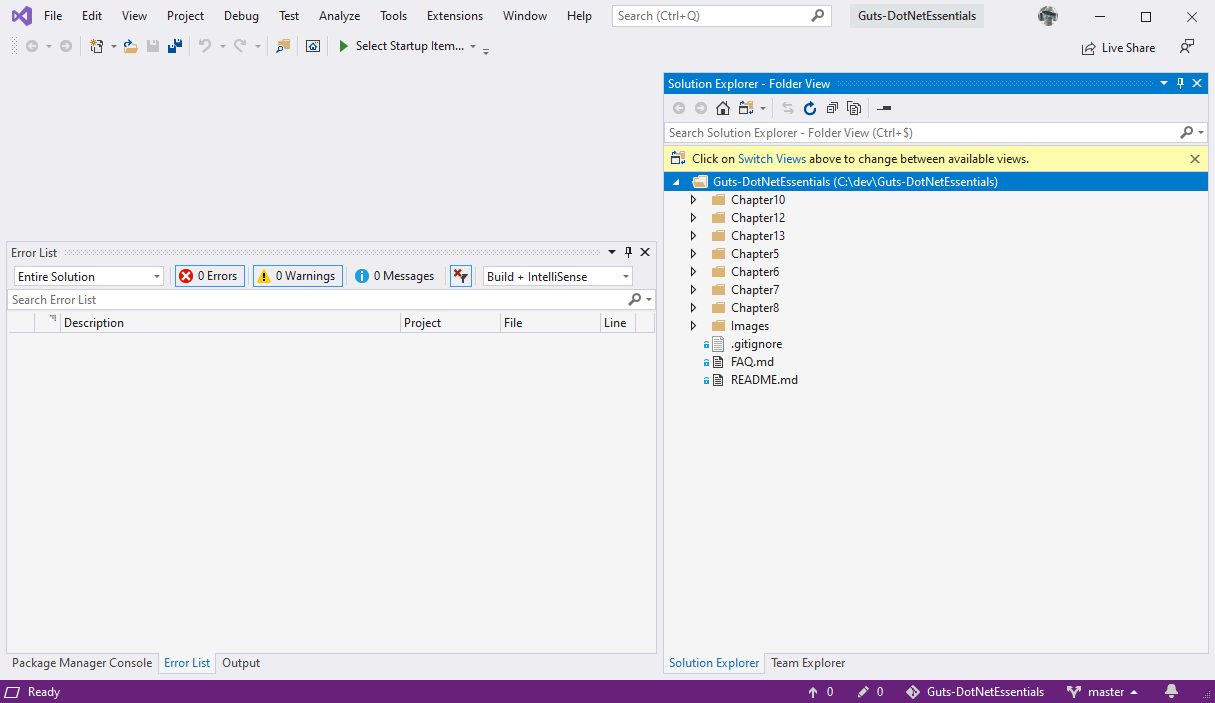 File Edit View Project Debug Test Analyze Tools Extensions Window Help Search (Ctrl+Q) Guts-DotNetEssentials
Select Startup Item... Live Share
Solution Explorer - Folder View
Search Solution Explorer - Folder View (Ctrl+$)
Click on Switch Views above to change between available views.
Guts-DotNetEssentials (C:\dev\Guts-DotNetEssentials)
Chapter10
Chapter12
Chapter13
Chapter5
Chapter6
Chapter7
Chapter8
Images
.gitignore
FAQ.md
README.md
Error List
Entire Solution 0 Errors 0 Warnings 0 Messages Build + IntelliSense
Search Error List
Description Project File Line
Package Manager Console Error List Output
Solution Explorer Team Explorer
Ready 0 0 Guts-DotNetEssentials master